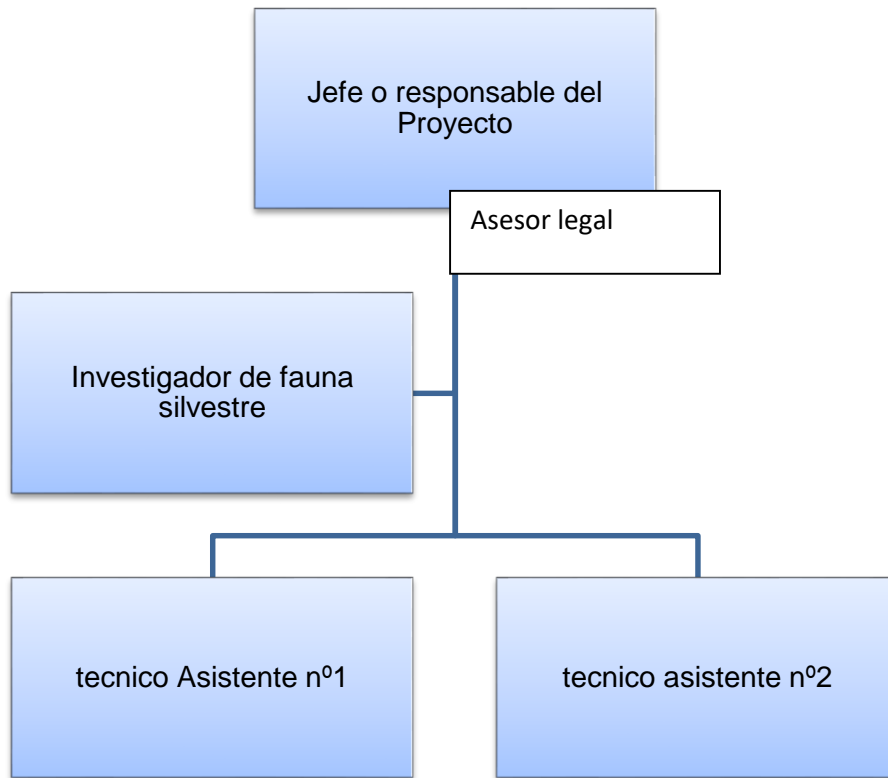 Jefe o responsable del
Proyecto
Asesor legal
Investigador de fauna
silvestre
tecnico Asistente nº1
tecnico asistente nº2